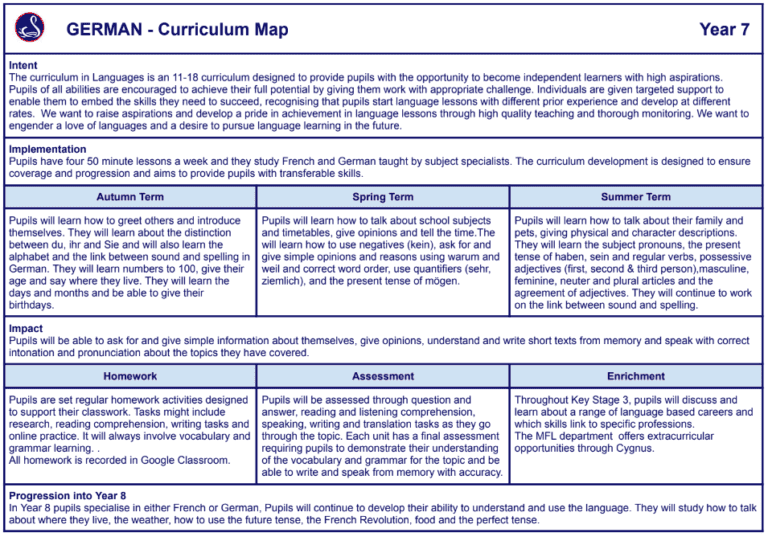 GERMAN - Curriculum Map
Year 7
Intent
The curriculum in Languages is an 11-18 curriculum designed to provide pupils with the opportunity to become independent learners with high aspirations.
Pupils of all abilities are encouraged to achieve their full potential by giving them work with appropriate challenge. Individuals are given targeted support to
enable them to embed the skills they need to succeed, recognising that pupils start language lessons with different prior experience and develop at different
rates.  We want to raise aspirations and develop a pride in achievement in language lessons through high quality teaching and thorough monitoring. We want to
engender a love of languages and a desire to pursue language learning in the future.
Implementation
Pupils have four 50 minute lessons a week and they study French and German taught by subject specialists. The curriculum development is designed to ensure
coverage and progression and aims to provide pupils with transferable skills.
Autumn Term
Pupils will learn how to greet others and introduce
themselves. They will learn about the distinction
between du, ihr and Sie and will also learn the
alphabet and the link between sound and spelling in
German. They will learn numbers to 100, give their
age and say where they live. They will learn the
days and months and be able to give their
birthdays.
Spring Term
Pupils will learn how to talk about school subjects
and timetables, give opinions and tell the time.The
will learn how to use negatives (kein), ask for and
give simple opinions and reasons using warum and
weil and correct word order, use quantifiers (sehr,
ziemlich), and the present tense of mögen.
Summer Term
Pupils will learn how to talk about their family and
pets, giving physical and character descriptions.
They will learn the subject pronouns, the present
tense of haben, sein and regular verbs, possessive
adjectives (first, second & third person),masculine,
feminine, neuter and plural articles and the
agreement of adjectives. They will continue to work
on the link between sound and spelling.
Impact
Pupils will be able to ask for and give simple information about themselves, give opinions, understand and write short texts from memory and speak with correct
intonation and pronunciation about the topics they have covered.
Homework
Pupils are set regular homework activities designed
to support their classwork. Tasks might include
research, reading comprehension, writing tasks and
online practice. It will always involve vocabulary and
grammar learning. .
All homework is recorded in Google Classroom.
Assessment
Pupils will be assessed through question and
answer, reading and listening comprehension,
speaking, writing and translation tasks as they go
through the topic. Each unit has a final assessment
requiring pupils to demonstrate their understanding
of the vocabulary and grammar for the topic and be
able to write and speak from memory with accuracy.
Enrichment
Throughout Key Stage 3, pupils will discuss and
learn about a range of language based careers and
which skills link to specific professions.
The MFL department  offers extracurricular
opportunities through Cygnus.
Progression into Year 8
In Year 8 pupils specialise in either French or German, Pupils will continue to develop their ability to understand and use the language. They will study how to talk
about where they live, the weather, how to use the future tense, the French Revolution, food and the perfect tense.